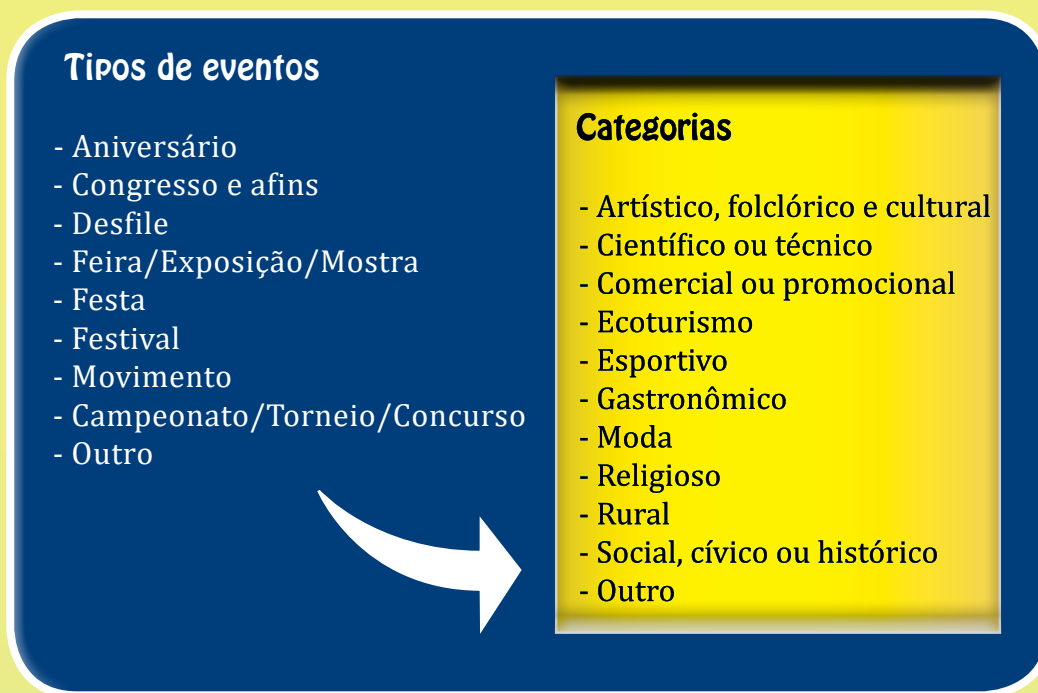 Tipos de eventos
- Aniversário
- Congresso e afins
- Desfile
- Feira/Exposição/Mostra
- Festa
- Festival
- Movimento
- Campeonato/Torneio/Concurso
- Outro
Categorias
- Artístico, folclórico e cultural
- Científico ou técnico
- Comercial ou promocional
- Ecoturismo
- Esportivo
- Gastronômico
- Moda
- Religioso
- Rural
- Social, cívico ou histórico
- Outro